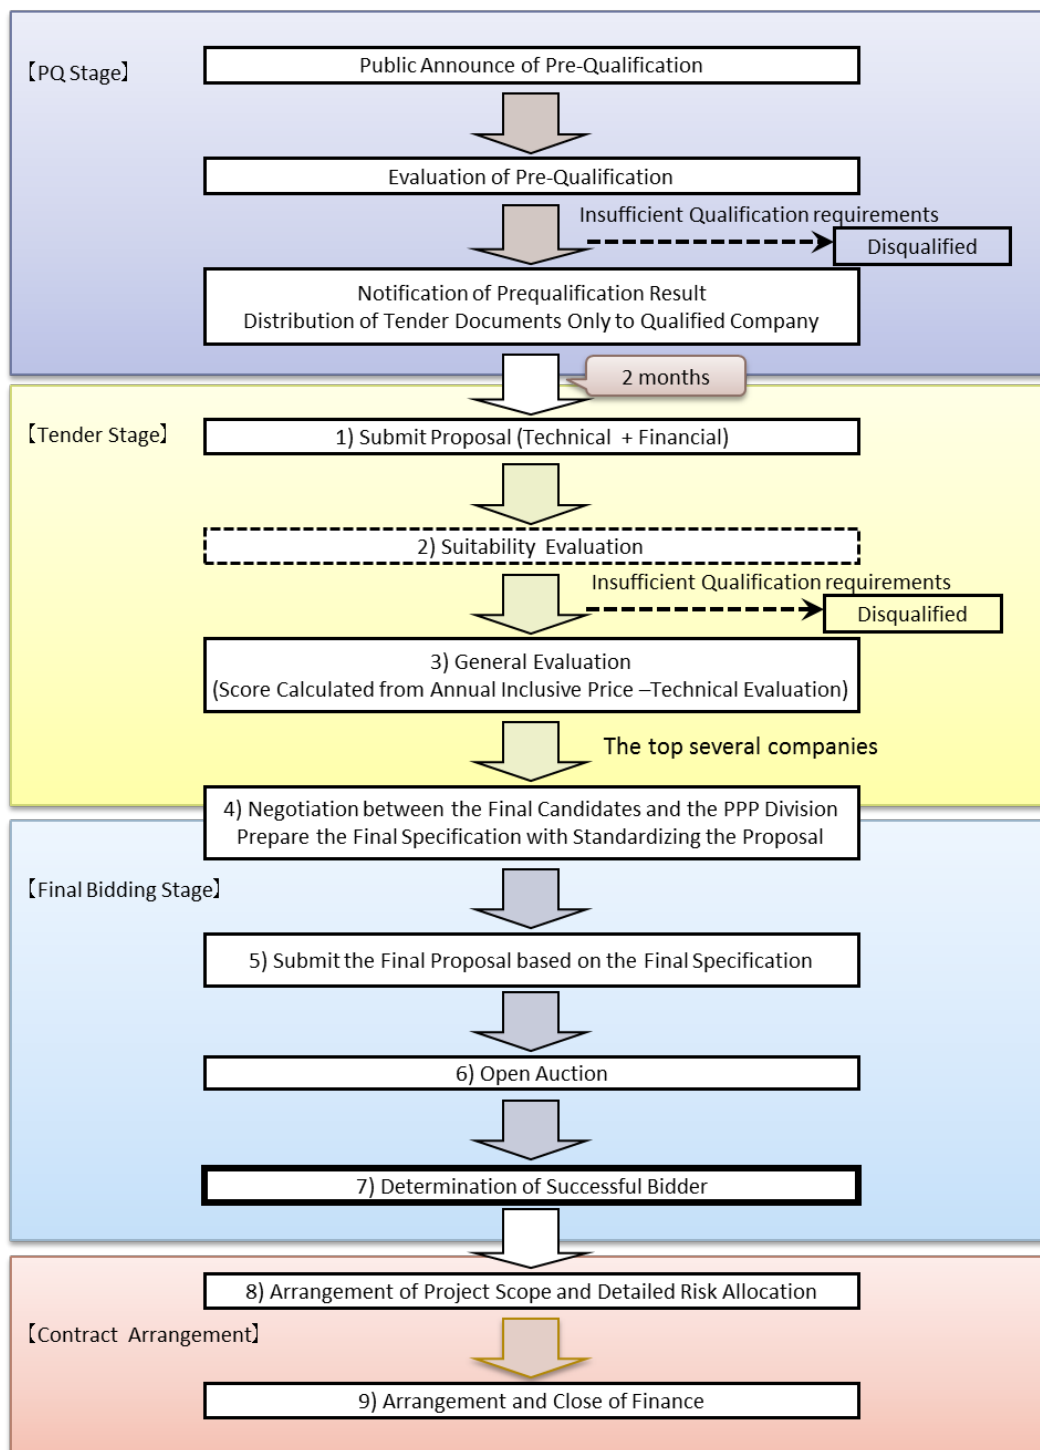 【PQ Stage】
Public Announce of Pre-Qualification
Evaluation of Pre-Qualification
Insufficient Qualification requirements
Disqualified
Notification of Prequalification Result
Distribution of Tender Documents Only to Qualified Company
2 months
【Tender Stage】
1) Submit Proposal (Technical + Financial)
2) Suitability Evaluation
Insufficient Qualification requirements
Disqualified
3) General Evaluation
(Score Calculated from Annual Inclusive Price –Technical Evaluation)
The top several companies
4) Negotiation between the Final Candidates and the PPP Division
Prepare the Final Specification with Standardizing the Proposal
【Final Bidding Stage】
5) Submit the Final Proposal based on the Final Specification
6) Open Auction
7) Determination of Successful Bidder
8) Arrangement of Project Scope and Detailed Risk Allocation
【Contract Arrangement】
9) Arrangement and Close of Finance